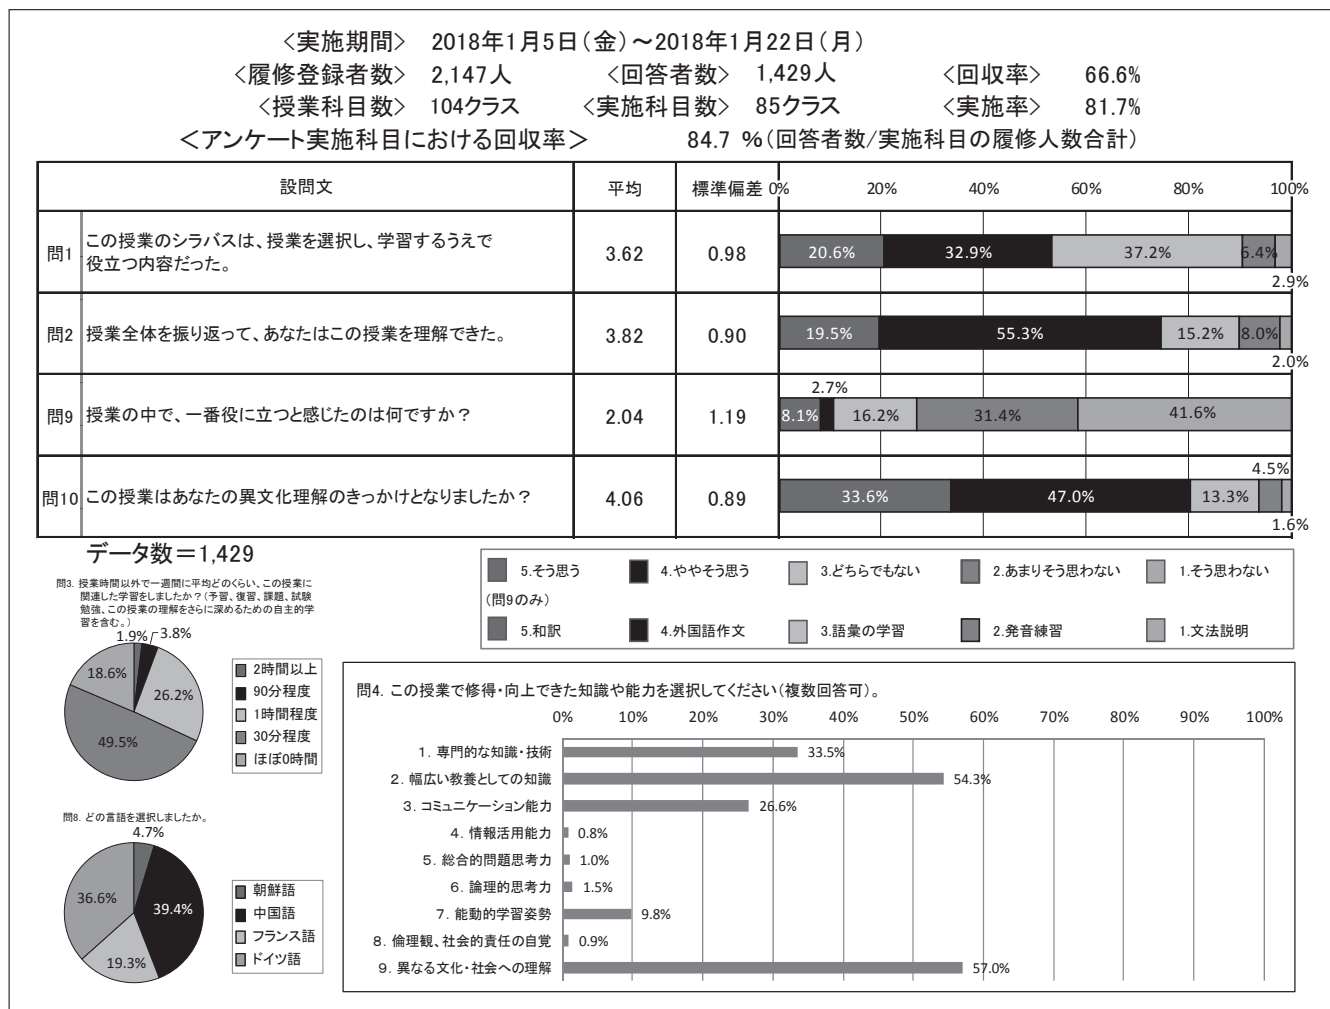 ＜実施期間＞ 2018年1月5日（金）～2018年1月22日（月）
＜履修登録者数＞ 2,147人 ＜回答者数＞ 1,429人 ＜回収率＞ 66.6%
＜授業科目数＞ 104クラス ＜実施科目数＞ 85クラス ＜実施率＞ 81.7%
＜アンケート実施科目における回収率＞ 84.7 %（回答者数/実施科目の履修人数合計）
設問文 平均 標準偏差 0% 20% 40% 60% 80% 100%
問1 この授業のシラバスは、授業を選択し、学習するうえで
役立つ内容だった。 3.62 0.98 20.6% 32.9% 37.2% 6.4%
2.9%
問2 授業全体を振り返って、あなたはこの授業を理解できた。 3.82 0.90 19.5% 55.3% 15.2% 8.0%
2.0%
2.7%
問9 授業の中で、一番役に立つと感じたのは何ですか？ 2.04 1.19 8.1% 16.2% 31.4% 41.6%
4.5%
問10 この授業はあなたの異文化理解のきっかけとなりましたか？ 4.06 0.89 33.6% 47.0% 13.3%
1.6%
データ数＝1,429
5.そう思う 4.ややそう思う 3.どちらでもない 2.あまりそう思わない 1.そう思わない
(問9のみ)
5.和訳 4.外国語作文 3.語彙の学習 2.発音練習 1.文法説明
問3. 授業時間以外で一週間に平均どのくらい、この授業に
関連した学習をしましたか？（予習、復習、課題、試験
勉強、この授業の理解をさらに深めるための自主的学
習を含む。）
1.9% 3.8%
18.6%
26.2%
49.5%
2時間以上
90分程度
1時間程度
30分程度
ほぼ0時間
問8. どの言語を選択しましたか。
4.7%
36.6%
39.4%
19.3%
朝鮮語
中国語
フランス語
ドイツ語
問4. この授業で修得・向上できた知識や能力を選択してください（複数回答可）。
0% 10% 20% 30% 40% 50% 60% 70% 80% 90% 100%
1. 専門的な知識・技術 33.5%
2. 幅広い教養としての知識 54.3%
3. コミュニケーション能力 26.6%
4. 情報活用能力 0.8%
5. 総合的問題思考力 1.0%
6. 論理的思考力 1.5%
7. 能動的学習姿勢 9.8%
8. 倫理観、社会的責任の自覚 0.9%
9. 異なる文化・社会への理解 57.0%